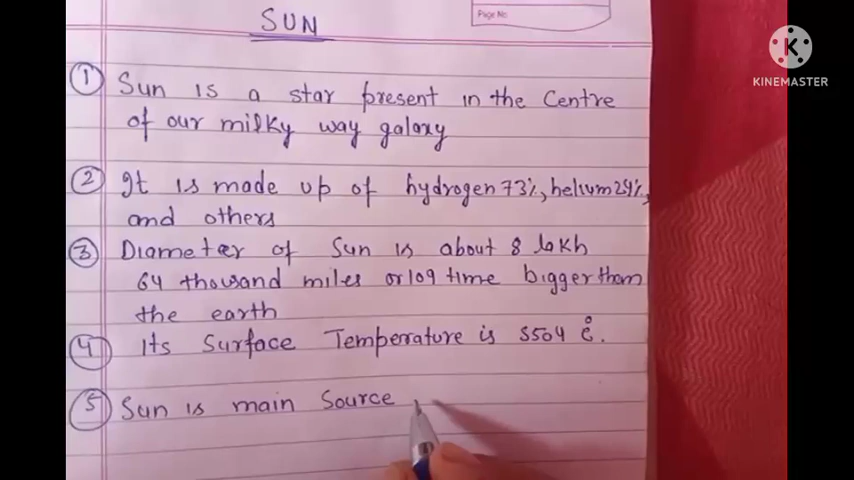 SUN
Page No.
KINEMASTER
① Sun is a star present in the Centre
of our milky way galaxy
② It is made up of hydrogen 73%, helium 24%,
and others
③ Diameter of Sun is about 8 lakh
64 thousand miles or 109 time bigger than
the earth
④ Its Surface Temperature is 5504 °C.
⑤ Sun is main Source